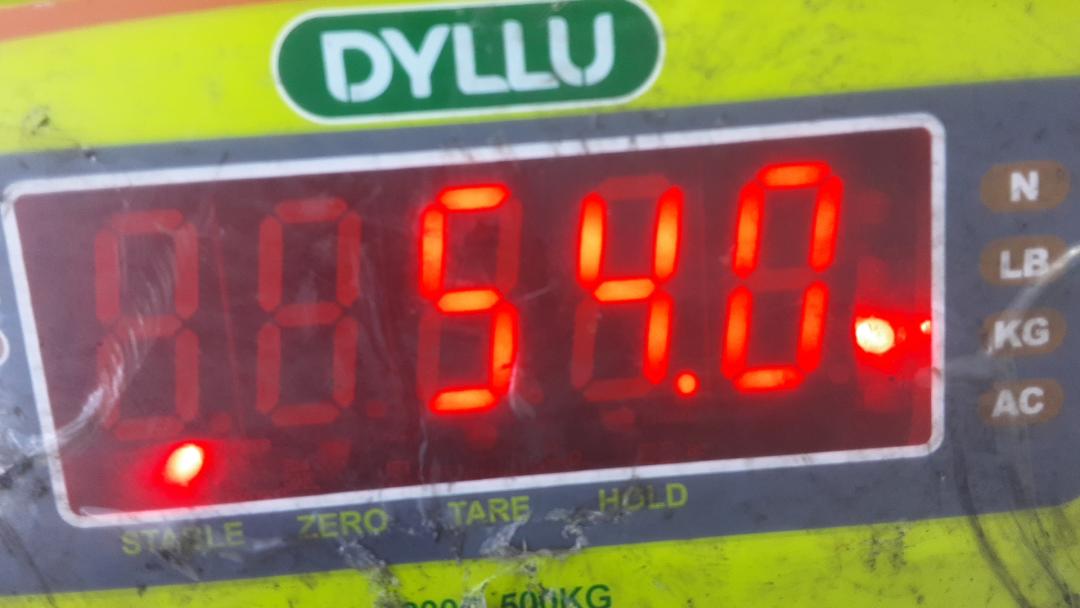 DYLLU
54.0
N
LB
KG
AC
STABLE ZERO TARE HOLD
500KG